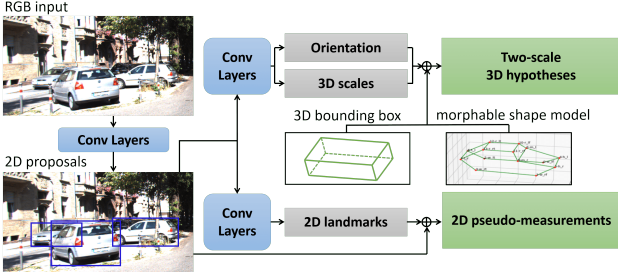 RGB input
Conv Layers
2D proposals
Conv
Layers
Orientation
3D scales
Two-scale
3D hypotheses
3D bounding box
morphable shape model
Conv
Layers
2D landmarks
2D pseudo-measurements